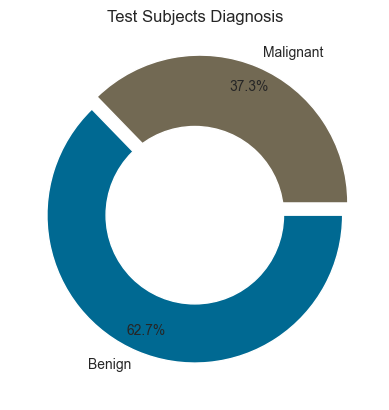 Test Subjects Diagnosis
Malignant
37.3%
62.7%
Benign